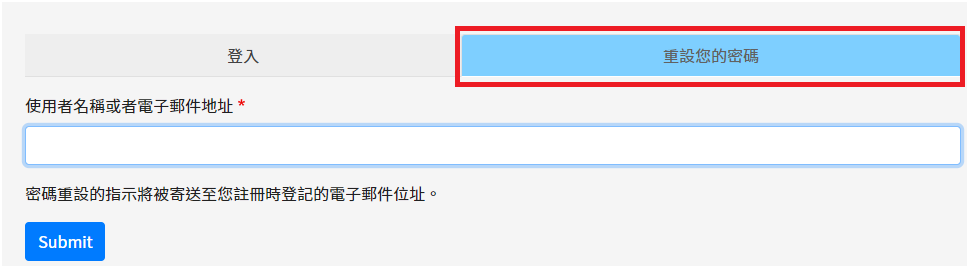 登入
重設您的密碼
使用者名稱或者電子郵件地址 *
密碼重設的指示將被寄送至您註冊時登記的電子郵件位址。
Submit